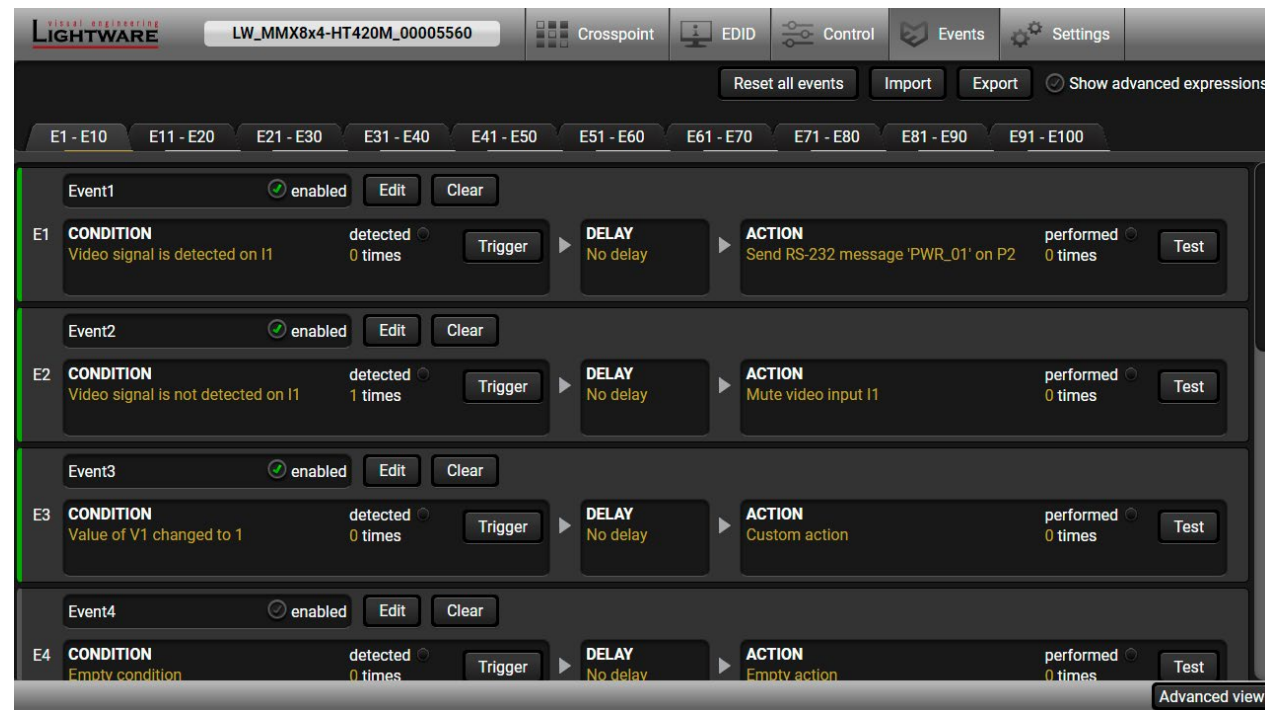 visual engineering
LIGHTWARE
LW_MMX8x4-HT420M_00005560
Crosspoint
EDID
Control
Events
Settings
Reset all events
Import
Export
Show advanced expressions
E1 - E10
E11 - E20
E21 - E30
E31 - E40
E41 - E50
E51 - E60
E61 - E70
E71 - E80
E81 - E90
E91 - E100
Event1
enabled
Edit
Clear
E1
CONDITION
Video signal is detected on I1
detected
0 times
Trigger
DELAY
No delay
ACTION
Send RS-232 message 'PWR_01' on P2
performed
0 times
Test
Event2
enabled
Edit
Clear
E2
CONDITION
Video signal is not detected on I1
detected
1 times
Trigger
DELAY
No delay
ACTION
Mute video input I1
performed
0 times
Test
Event3
enabled
Edit
Clear
E3
CONDITION
Value of V1 changed to 1
detected
0 times
Trigger
DELAY
No delay
ACTION
Custom action
performed
0 times
Test
Event4
enabled
Edit
Clear
E4
CONDITION
Empty condition
detected
0 times
Trigger
DELAY
No delay
ACTION
Empty action
performed
0 times
Test
Advanced view